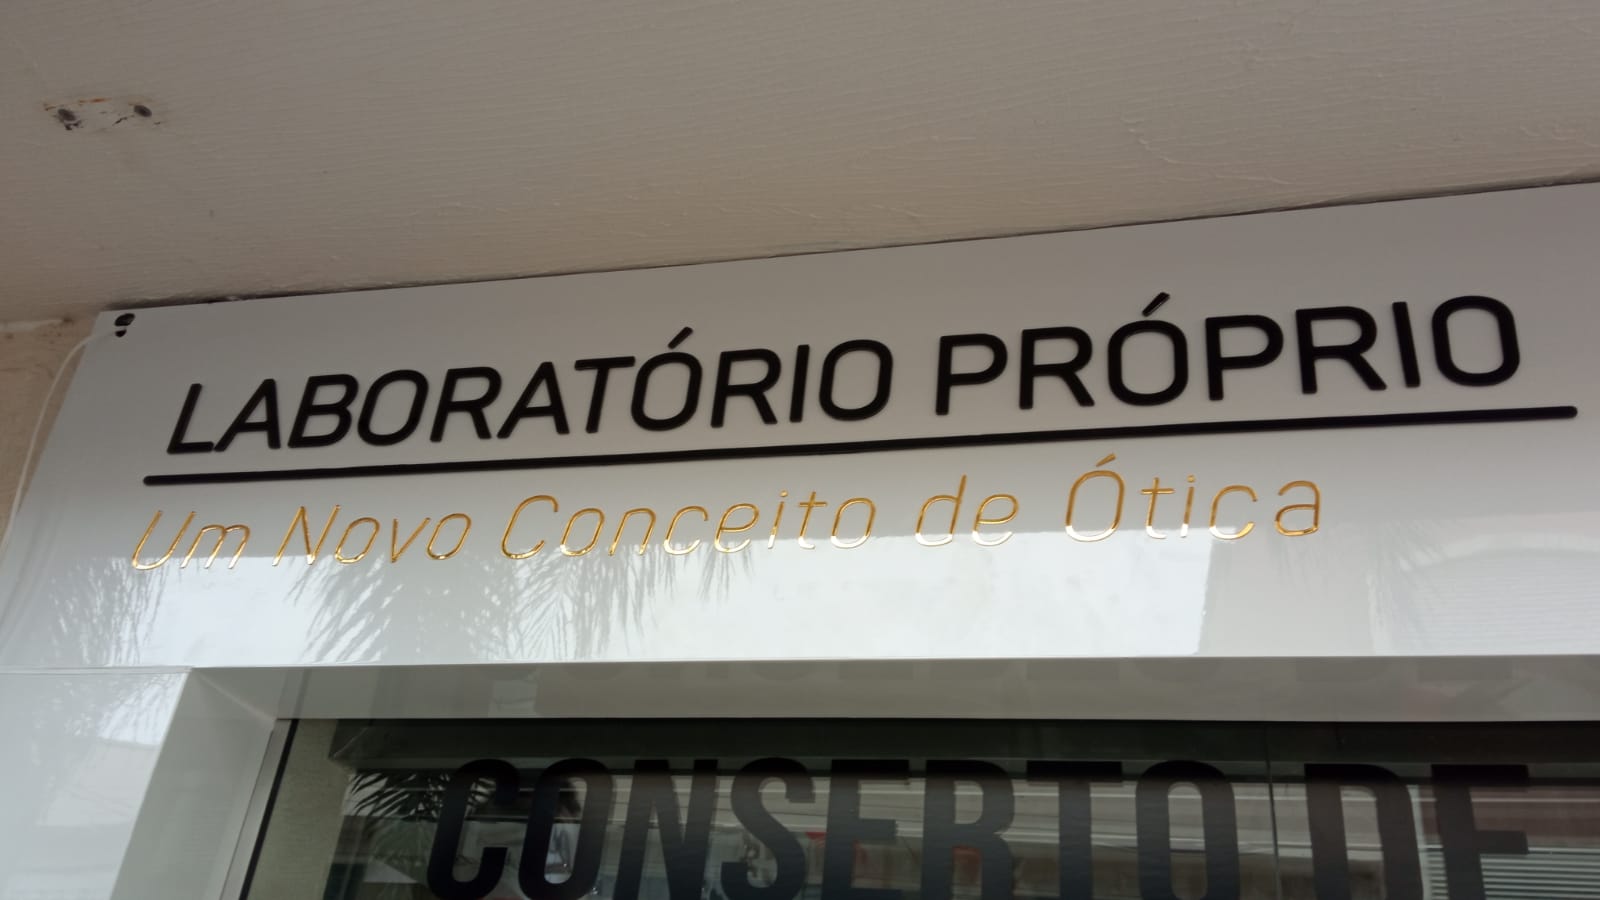 LABORATÓRIO PRÓPRIO
Um Novo Conceito de Ótica
CONSERTO DE